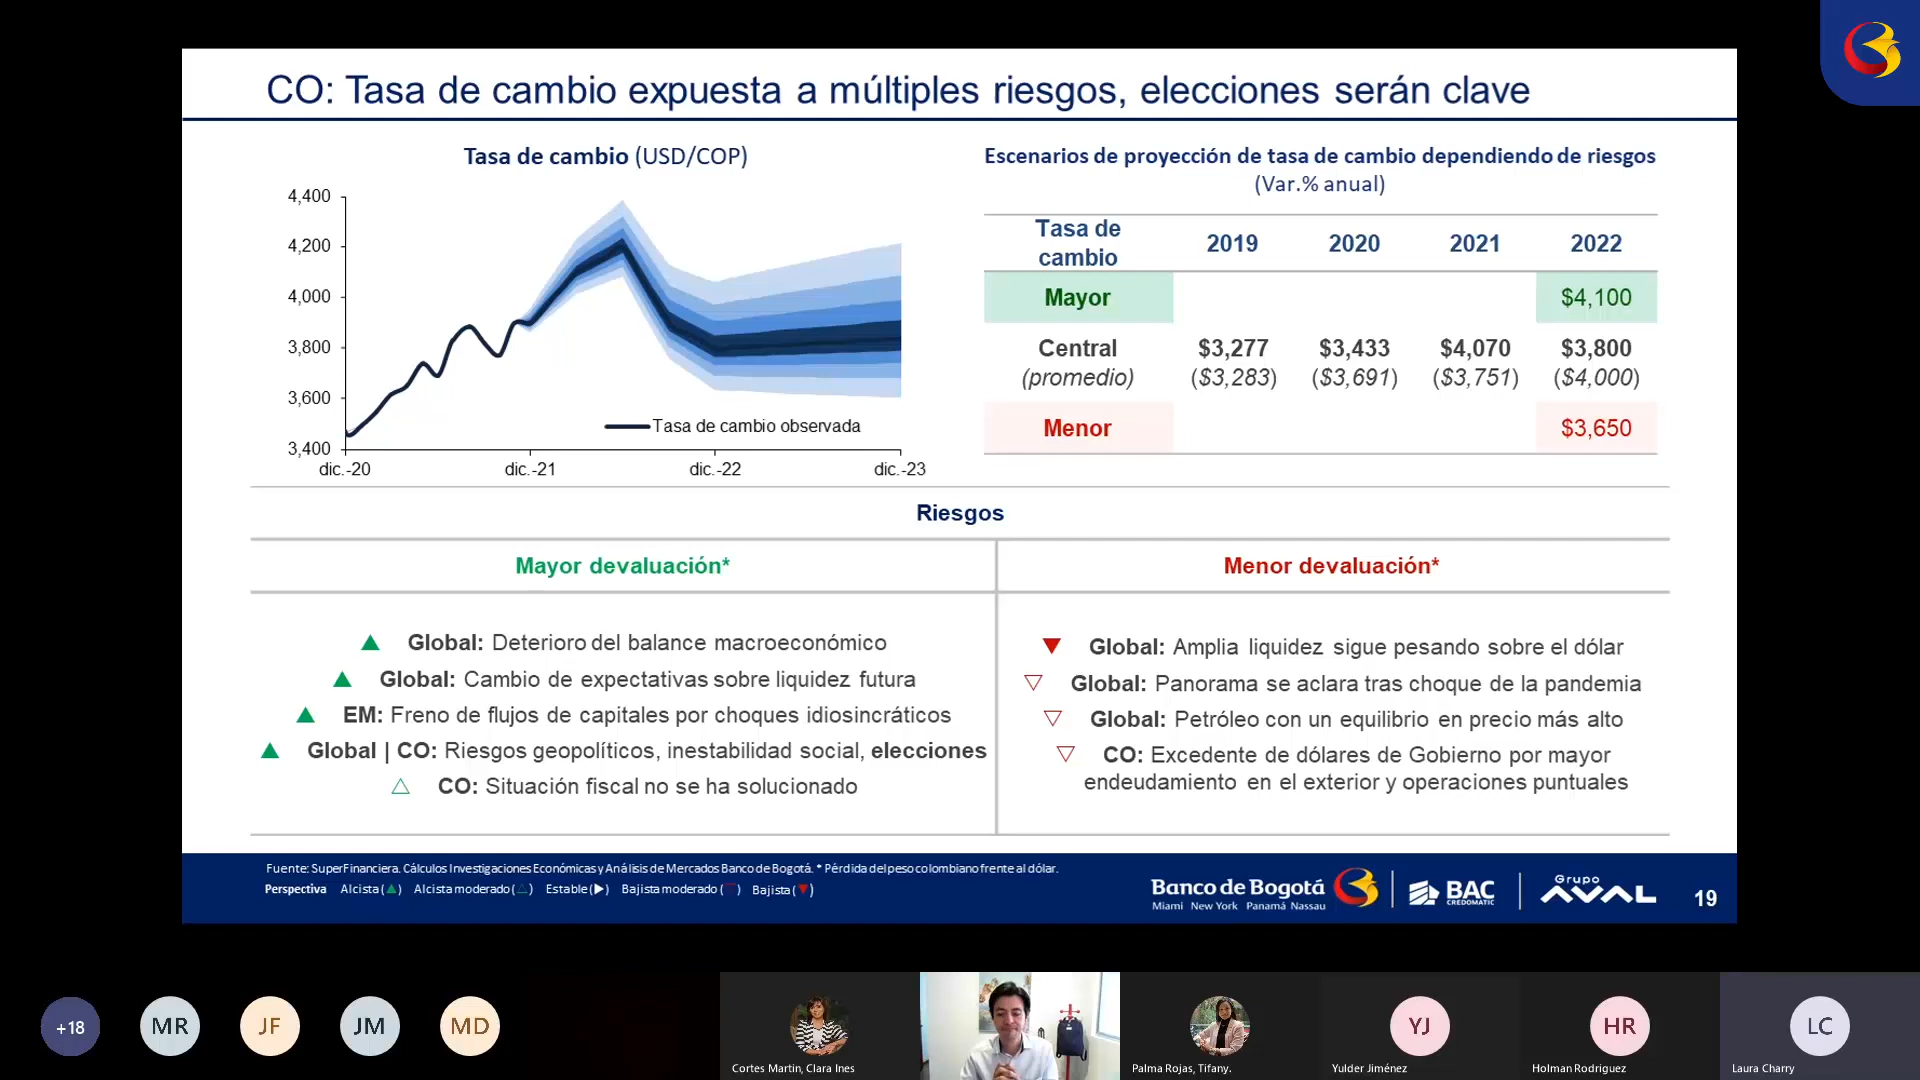 CO: Tasa de cambio expuesta a múltiples riesgos, elecciones serán clave
Tasa de cambio (USD/COP)
4,400
4,200
4,000
3,800
3,600
3,400
dic.-20
dic.-21
dic.-22
dic.-23
Tasa de cambio observada
Escenarios de proyección de tasa de cambio dependiendo de riesgos
(Var.% anual)
Tasa de cambio 2019 2020 2021 2022
Mayor $4,100
Central $3,277 $3,433 $4,070 $3,800
(promedio) ($3,283) ($3,691) ($3,751) ($4,000)
Menor $3,650
Riesgos
Mayor devaluación*
▲ Global: Deterioro del balance macroeconómico
▲ Global: Cambio de expectativas sobre liquidez futura
▲ EM: Freno de flujos de capitales por choques idiosincráticos
▲ Global | CO: Riesgos geopolíticos, inestabilidad social, elecciones
△ CO: Situación fiscal no se ha solucionado
Menor devaluación*
▼ Global: Amplia liquidez sigue pesando sobre el dólar
▽ Global: Panorama se aclara tras choque de la pandemia
▽ Global: Petróleo con un equilibrio en precio más alto
▽ CO: Excedente de dólares de Gobierno por mayor
endeudamiento en el exterior y operaciones puntuales
Fuente: SuperFinanciera. Cálculos Investigaciones Económicas y Análisis de Mercados Banco de Bogotá. * Pérdida del peso colombiano frente al dólar.
Perspectiva Alcista (▲) Alcista moderado (△) Estable (▶) Bajista moderado (▽) Bajista (▼)
Banco de Bogotá
Miami New York Panamá Nassau
BAC
CREDOMATIC
Grupo
AVAL
19
+18
MR
JF
JM
MD
Cortes Martin, Clara Ines
Palma Rojas, Tifany.
YJ
Yulder Jiménez
HR
Holman Rodriguez
LC
Laura Charry